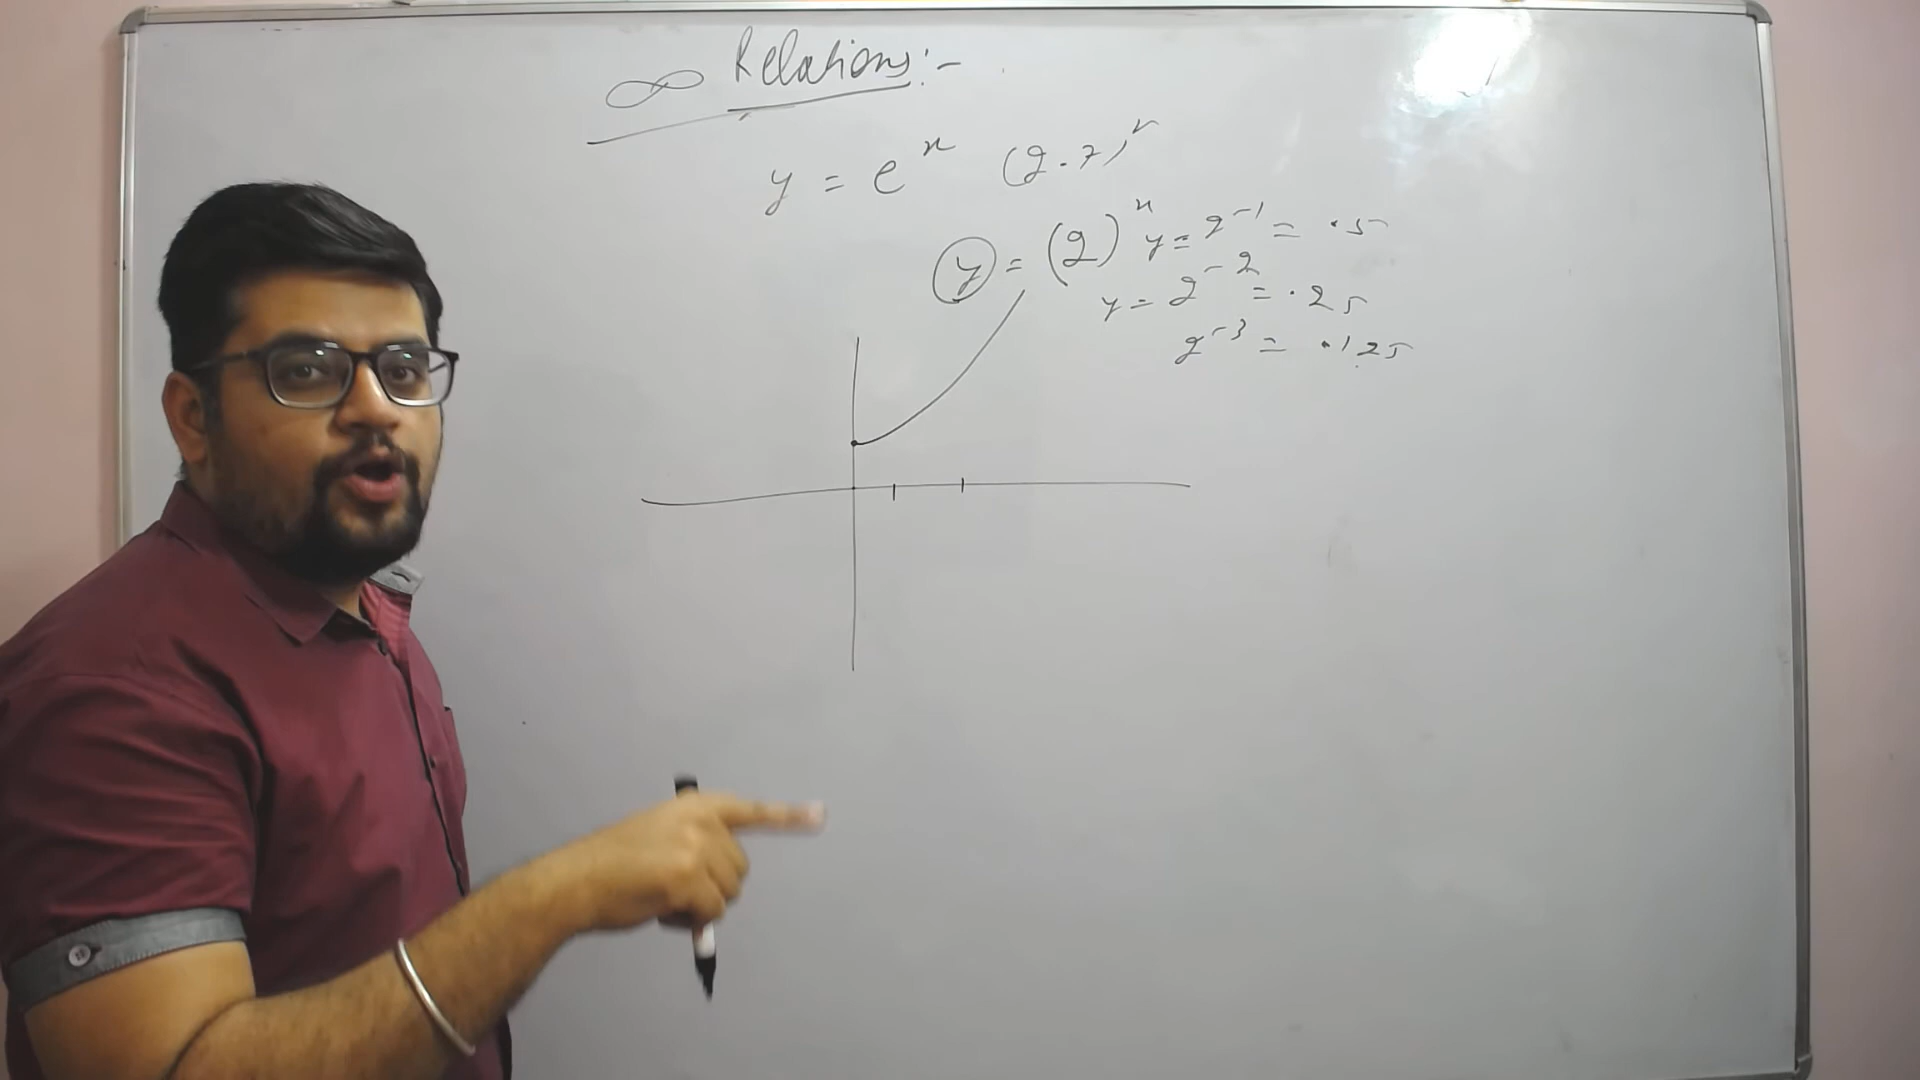 ∞ Relations:-
y = e^x (2.7)^x
y = (2)^x y = 2^-1 = .5
y = 2^-2 = .25
2^-3 = .125